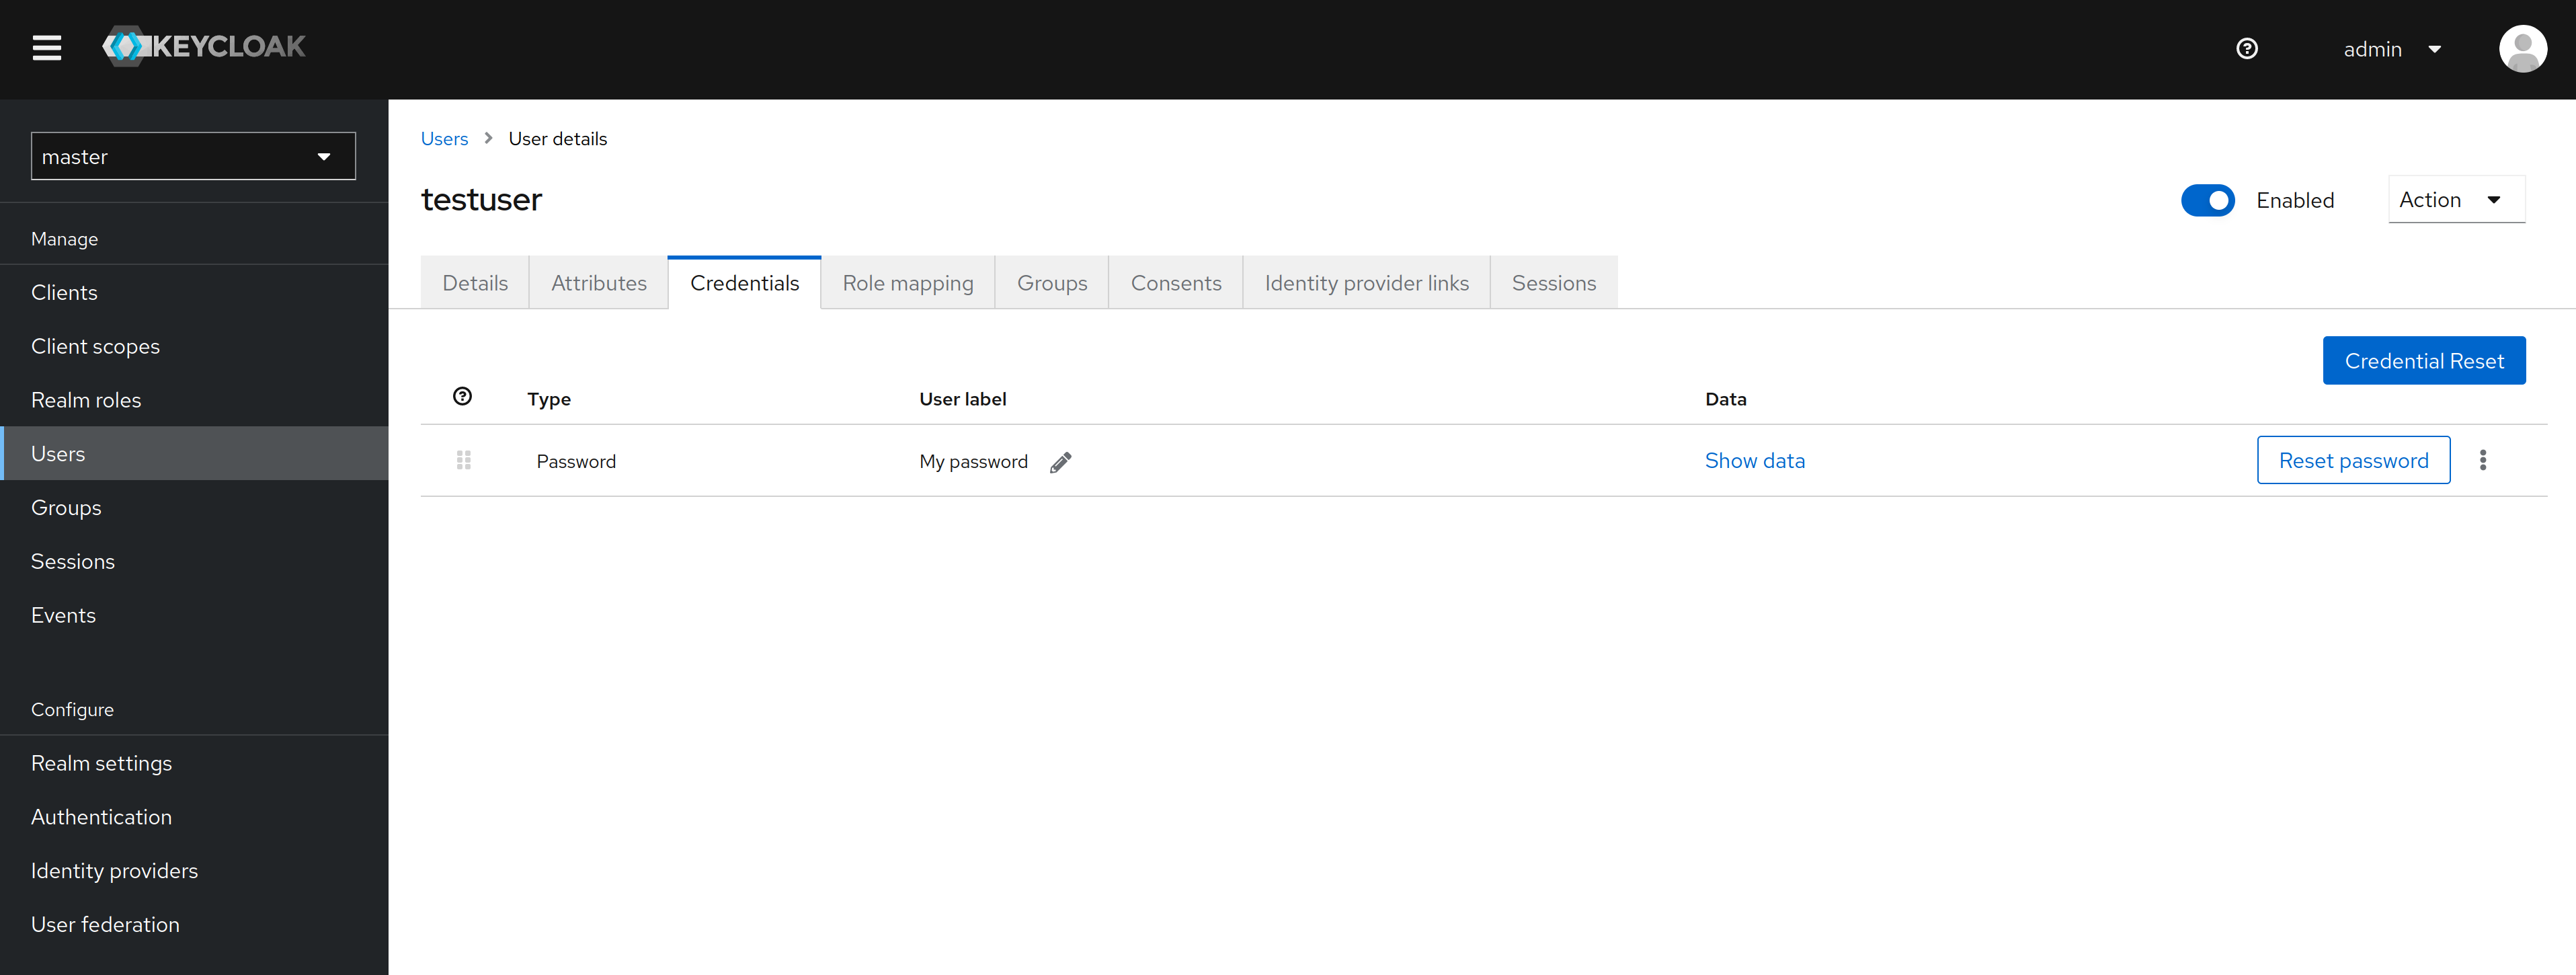 KEYCLOAK
admin
master
Manage
Clients
Client scopes
Realm roles
Users
Groups
Sessions
Events
Configure
Realm settings
Authentication
Identity providers
User federation
Users User details
testuser
Enabled
Action
Details Attributes Credentials Role mapping Groups Consents Identity provider links Sessions
Credential Reset
Type User label Data
Password My password Show data Reset password